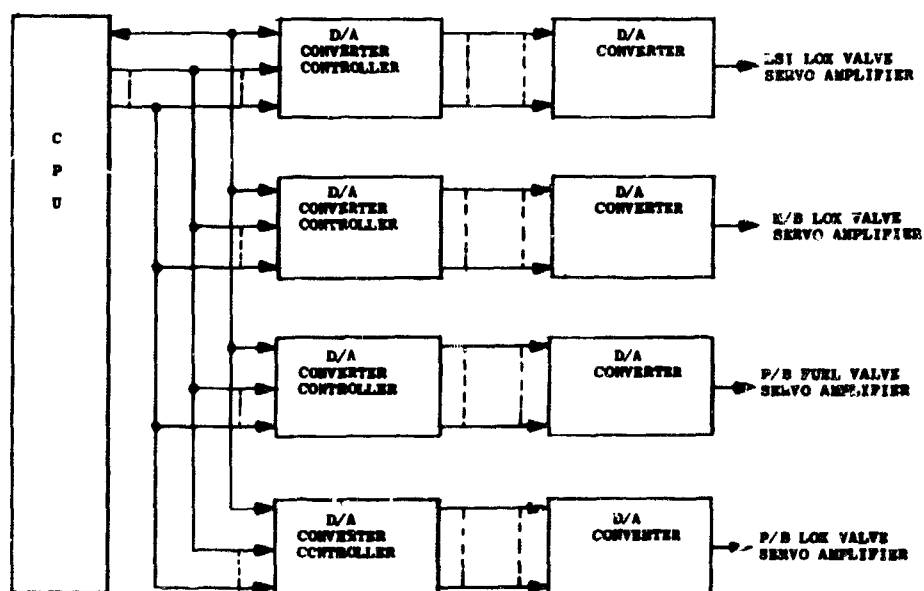 D/A
CONVERTER
CONTROLLER
D/A
CONVERTER
LSI LOX VALVE
SERVO AMPLIFIER
C
P
U
D/A
CONVERTER
CONTROLLER
D/A
CONVERTER
M/B LOX VALVE
SERVO AMPLIFIER
D/A
CONVERTER
CONTROLLER
D/A
CONVERTER
P/B FUEL VALVE
SERVO AMPLIFIER
D/A
CONVERTER
CONTROLLER
D/A
CONVERTER
P/B LOX VALVE
SERVO AMPLIFIER